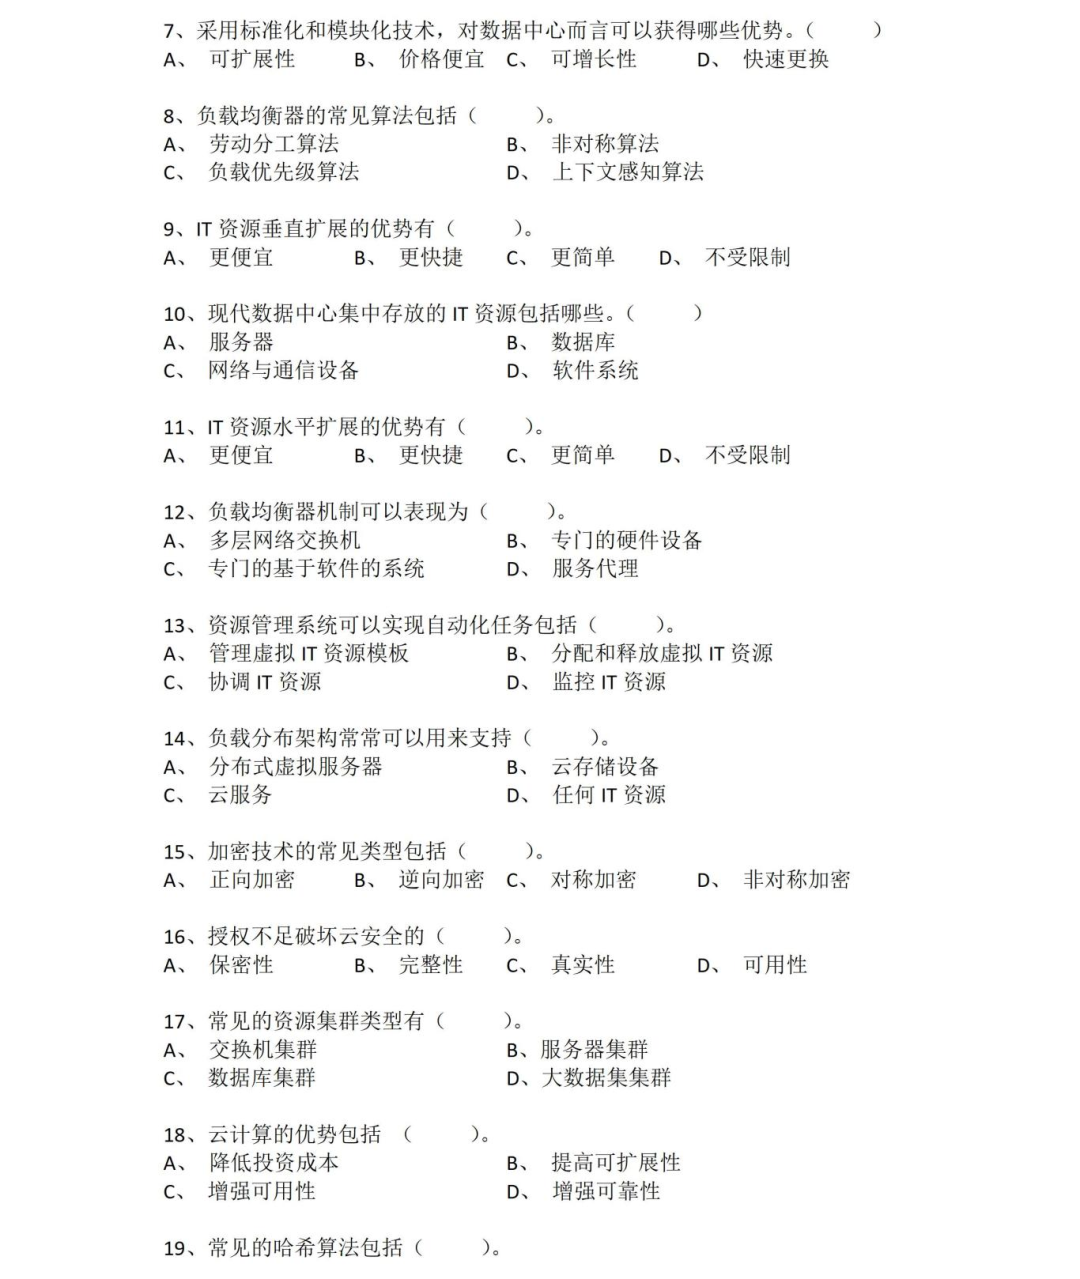 7、采用标准化和模块化技术，对数据中心而言可以获得哪些优势。（ ）
A、 可扩展性 B、 价格便宜 C、 可增长性 D、 快速更换
8、负载均衡器的常见算法包括（ ）。
A、 劳动分工算法 B、 非对称算法
C、 负载优先级算法 D、 上下文感知算法
9、IT 资源垂直扩展的优势有（ ）。
A、 更便宜 B、 更快捷 C、 更简单 D、 不受限制
10、现代数据中心集中存放的 IT 资源包括哪些。（ ）
A、 服务器 B、 数据库
C、 网络与通信设备 D、 软件系统
11、IT 资源水平扩展的优势有（ ）。
A、 更便宜 B、 更快捷 C、 更简单 D、 不受限制
12、负载均衡器机制可以表现为（ ）。
A、 多层网络交换机 B、 专门的硬件设备
C、 专门的基于软件的系统 D、 服务代理
13、资源管理系统可以实现自动化任务包括（ ）。
A、 管理虚拟 IT 资源模板 B、 分配和释放虚拟 IT 资源
C、 协调 IT 资源 D、 监控 IT 资源
14、负载分布架构常常可以用来支持（ ）。
A、 分布式虚拟服务器 B、 云存储设备
C、 云服务 D、 任何 IT 资源
15、加密技术的常见类型包括（ ）。
A、 正向加密 B、 逆向加密 C、 对称加密 D、 非对称加密
16、授权不足破坏云安全的（ ）。
A、 保密性 B、 完整性 C、 真实性 D、 可用性
17、常见的资源集群类型有（ ）。
A、 交换机集群 B、服务器集群
C、 数据库集群 D、大数据集集群
18、云计算的优势包括 （ ）。
A、 降低投资成本 B、 提高可扩展性
C、 增强可用性 D、 增强可靠性
19、常见的哈希算法包括（ ）。